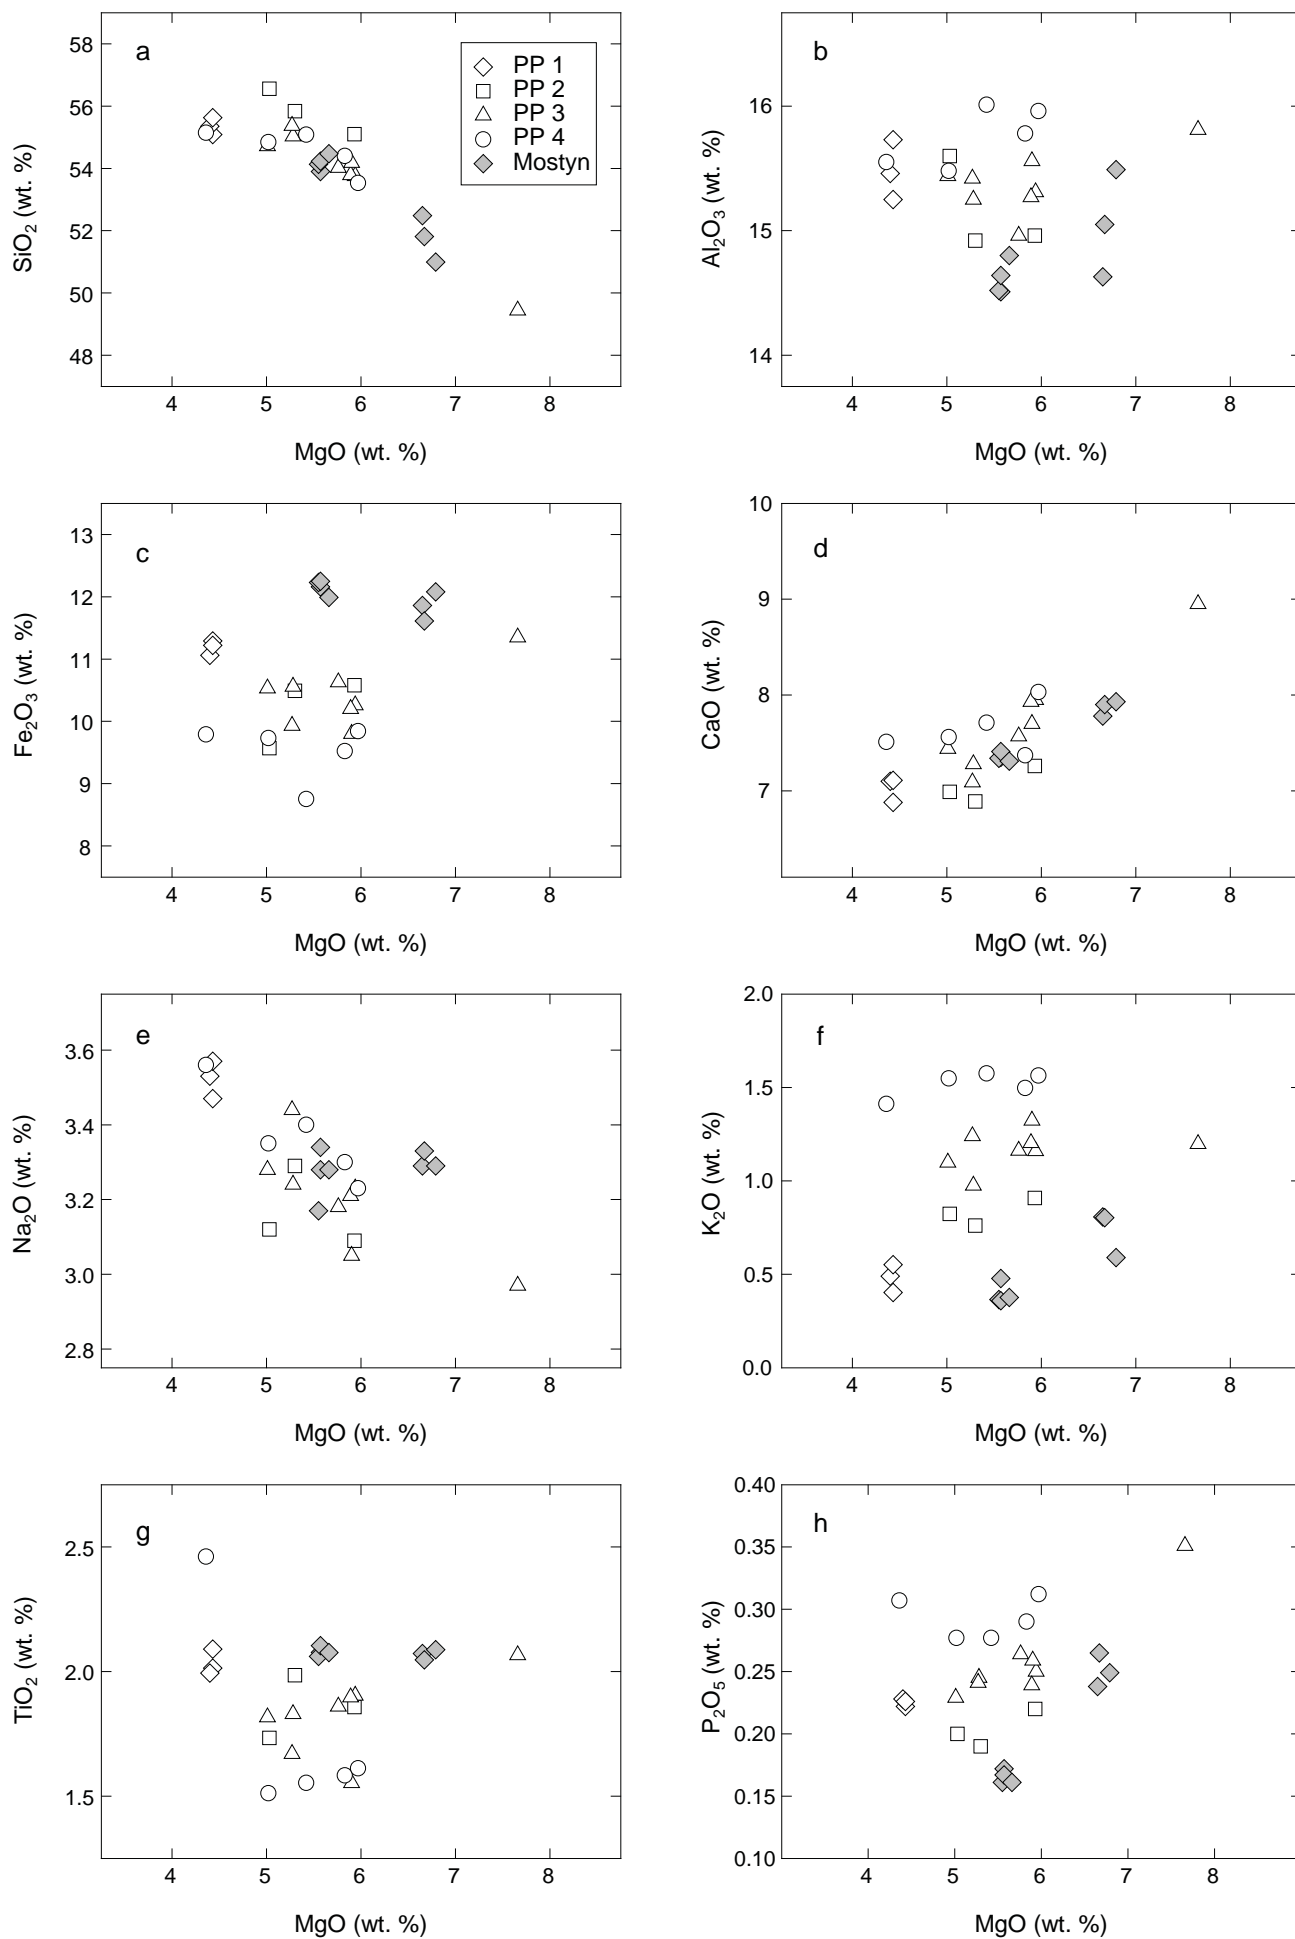 a
PP 1
PP 2
PP 3
PP 4
Mostyn
58
56
54
52
50
48
SiO₂ (wt. %)
4 5 6 7 8
MgO (wt. %)
b
16
15
14
Al₂O₃ (wt. %)
4 5 6 7 8
MgO (wt. %)
c
13
12
11
10
9
8
Fe₂O₃ (wt. %)
4 5 6 7 8
MgO (wt. %)
d
10
9
8
7
CaO (wt. %)
4 5 6 7 8
MgO (wt. %)
e
3.6
3.4
3.2
3.0
2.8
Na₂O (wt. %)
4 5 6 7 8
MgO (wt. %)
f
2.0
1.5
1.0
0.5
0.0
K₂O (wt. %)
4 5 6 7 8
MgO (wt. %)
g
2.5
2.0
1.5
TiO₂ (wt. %)
4 5 6 7 8
MgO (wt. %)
h
0.40
0.35
0.30
0.25
0.20
0.15
0.10
P₂O₅ (wt. %)
4 5 6 7 8
MgO (wt. %)